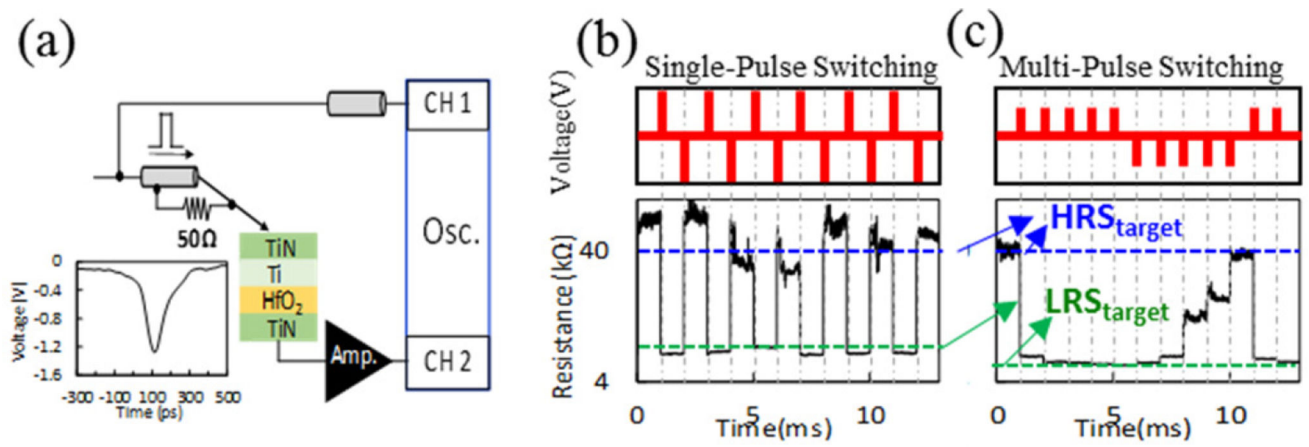 (a)
CH 1
50Ω
Osc.
TiN
Ti
HfO2
TiN
Amp.
CH 2
Voltage |V|
0
-0.4
-0.8
-1.2
-1.6
-300 -100 100 300 500
Time (ps)
(b)
Single-Pulse Switching
Voltage(V)
Resistance (kΩ)
40
4
0 5 10
Time(ms)
(c)
Multi-Pulse Switching
HRStarget
LRStarget
0 5 10
Time(ms)